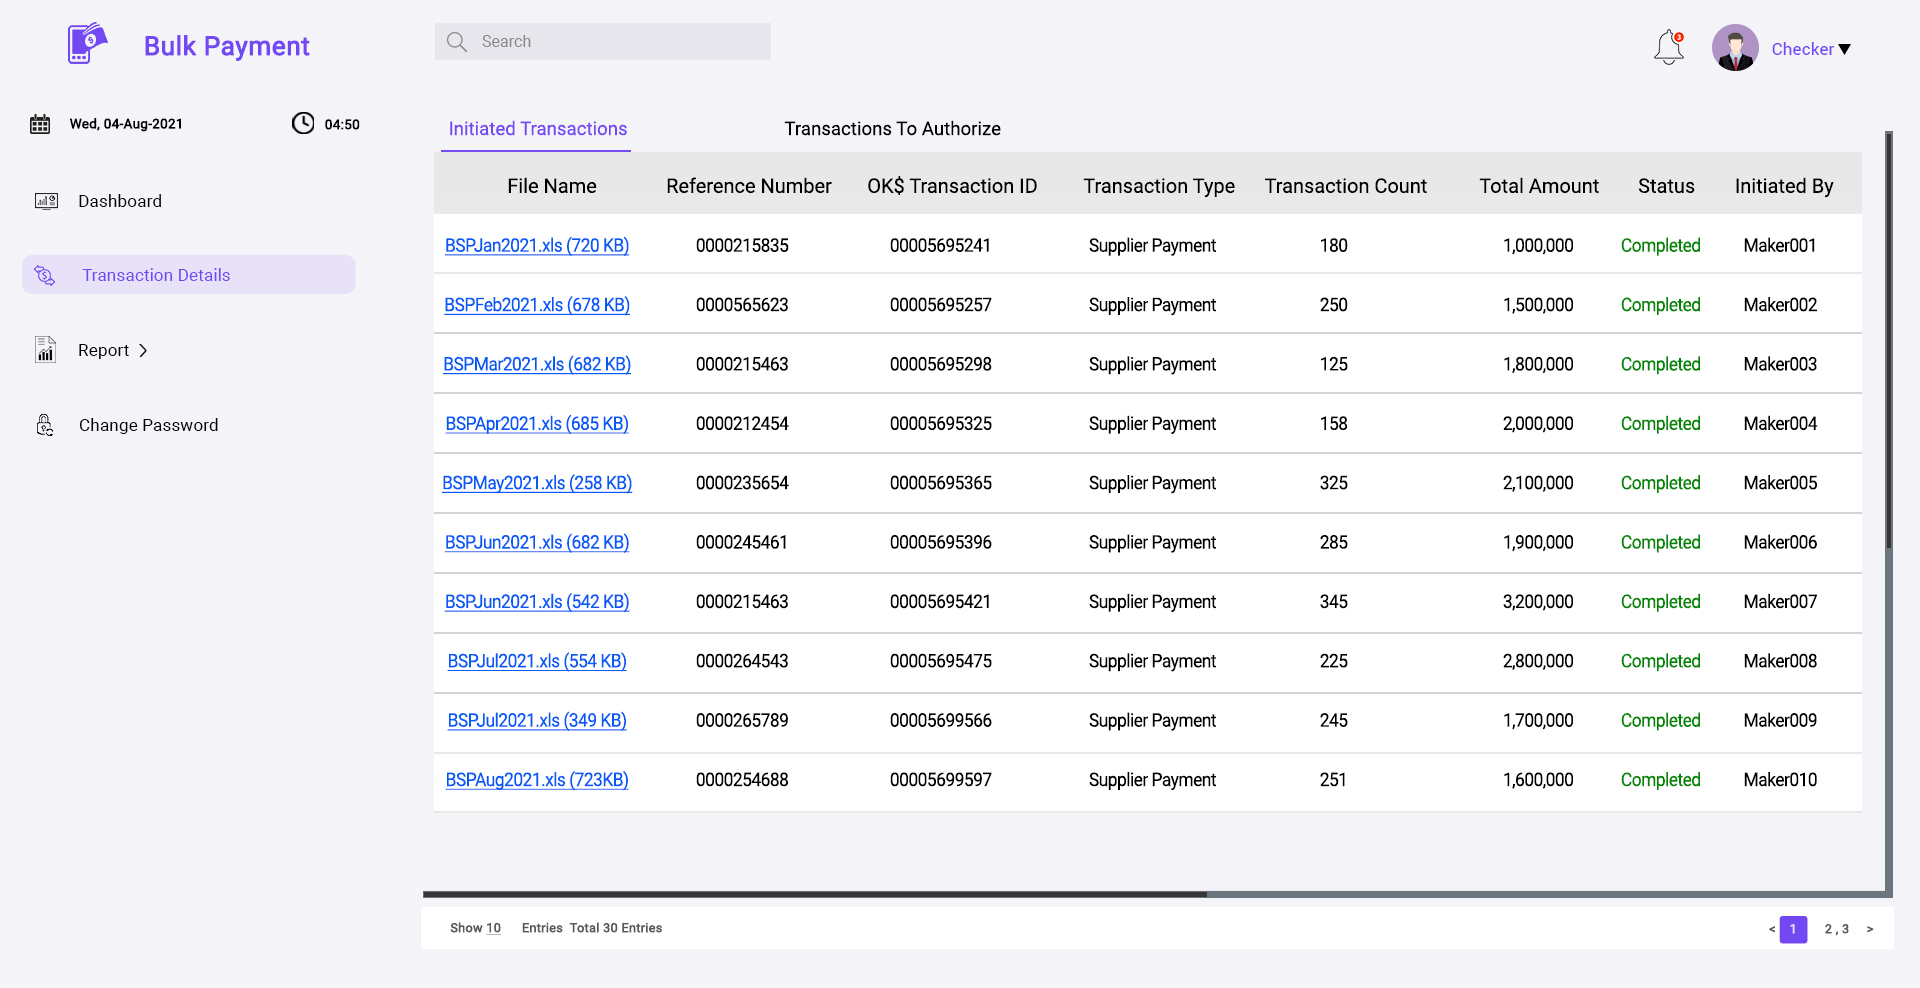 Bulk Payment
Search
3
Checker
Wed, 04-Aug-2021 04:50
Dashboard
Transaction Details
Report
Change Password
Initiated Transactions Transactions To Authorize
File Name Reference Number OK$ Transaction ID Transaction Type Transaction Count Total Amount Status Initiated By
BSPJan2021.xls (720 KB) 0000215835 00005695241 Supplier Payment 180 1,000,000 Completed Maker001
BSPFeb2021.xls (678 KB) 0000565623 00005695257 Supplier Payment 250 1,500,000 Completed Maker002
BSPMar2021.xls (682 KB) 0000215463 00005695298 Supplier Payment 125 1,800,000 Completed Maker003
BSPApr2021.xls (685 KB) 0000212454 00005695325 Supplier Payment 158 2,000,000 Completed Maker004
BSPMay2021.xls (258 KB) 0000235654 00005695365 Supplier Payment 325 2,100,000 Completed Maker005
BSPJun2021.xls (682 KB) 0000245461 00005695396 Supplier Payment 285 1,900,000 Completed Maker006
BSPJun2021.xls (542 KB) 0000215463 00005695421 Supplier Payment 345 3,200,000 Completed Maker007
BSPJul2021.xls (554 KB) 0000264543 00005695475 Supplier Payment 225 2,800,000 Completed Maker008
BSPJul2021.xls (349 KB) 0000265789 00005699566 Supplier Payment 245 1,700,000 Completed Maker009
BSPAug2021.xls (723KB) 0000254688 00005699597 Supplier Payment 251 1,600,000 Completed Maker010
Show 10 Entries Total 30 Entries
< 1 2 , 3 >